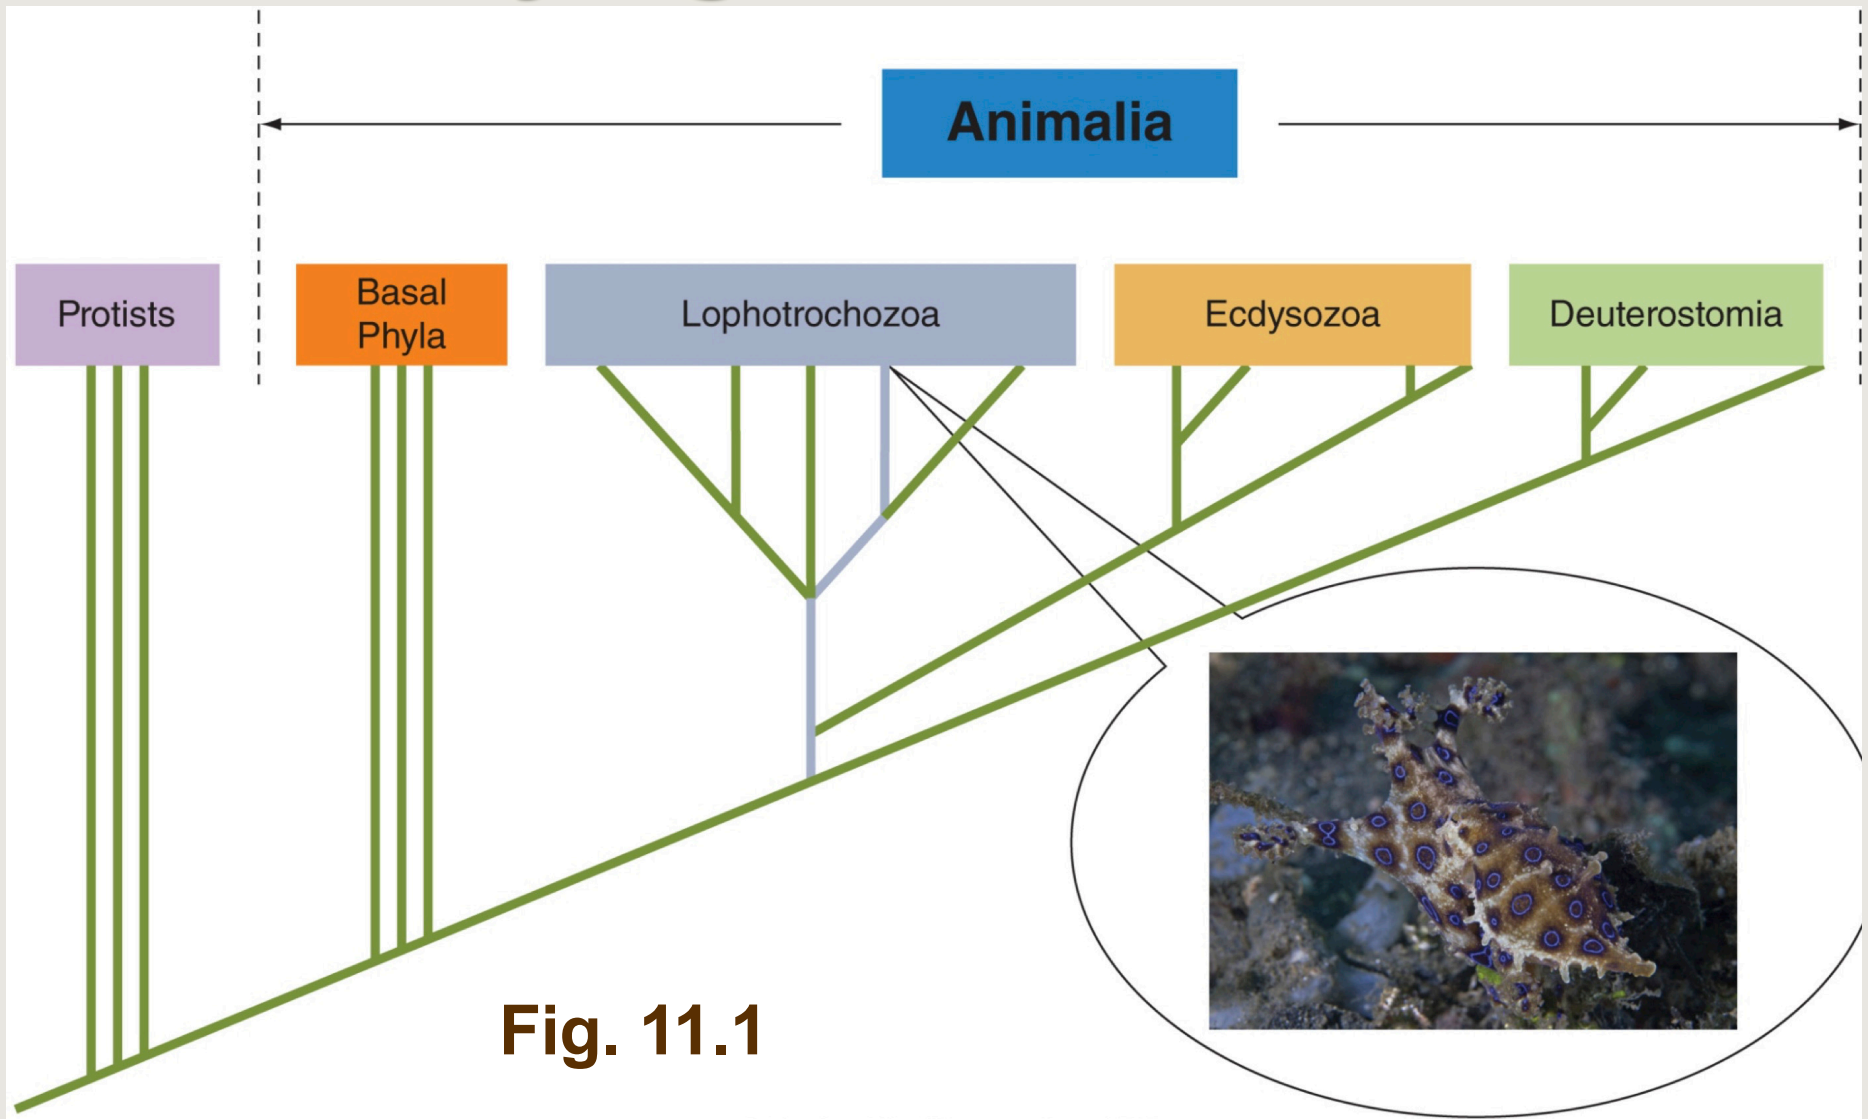 Animalia
Protists
Basal
Phyla
Lophotrochozoa
Ecdysozoa
Deuterostomia
Fig. 11.1